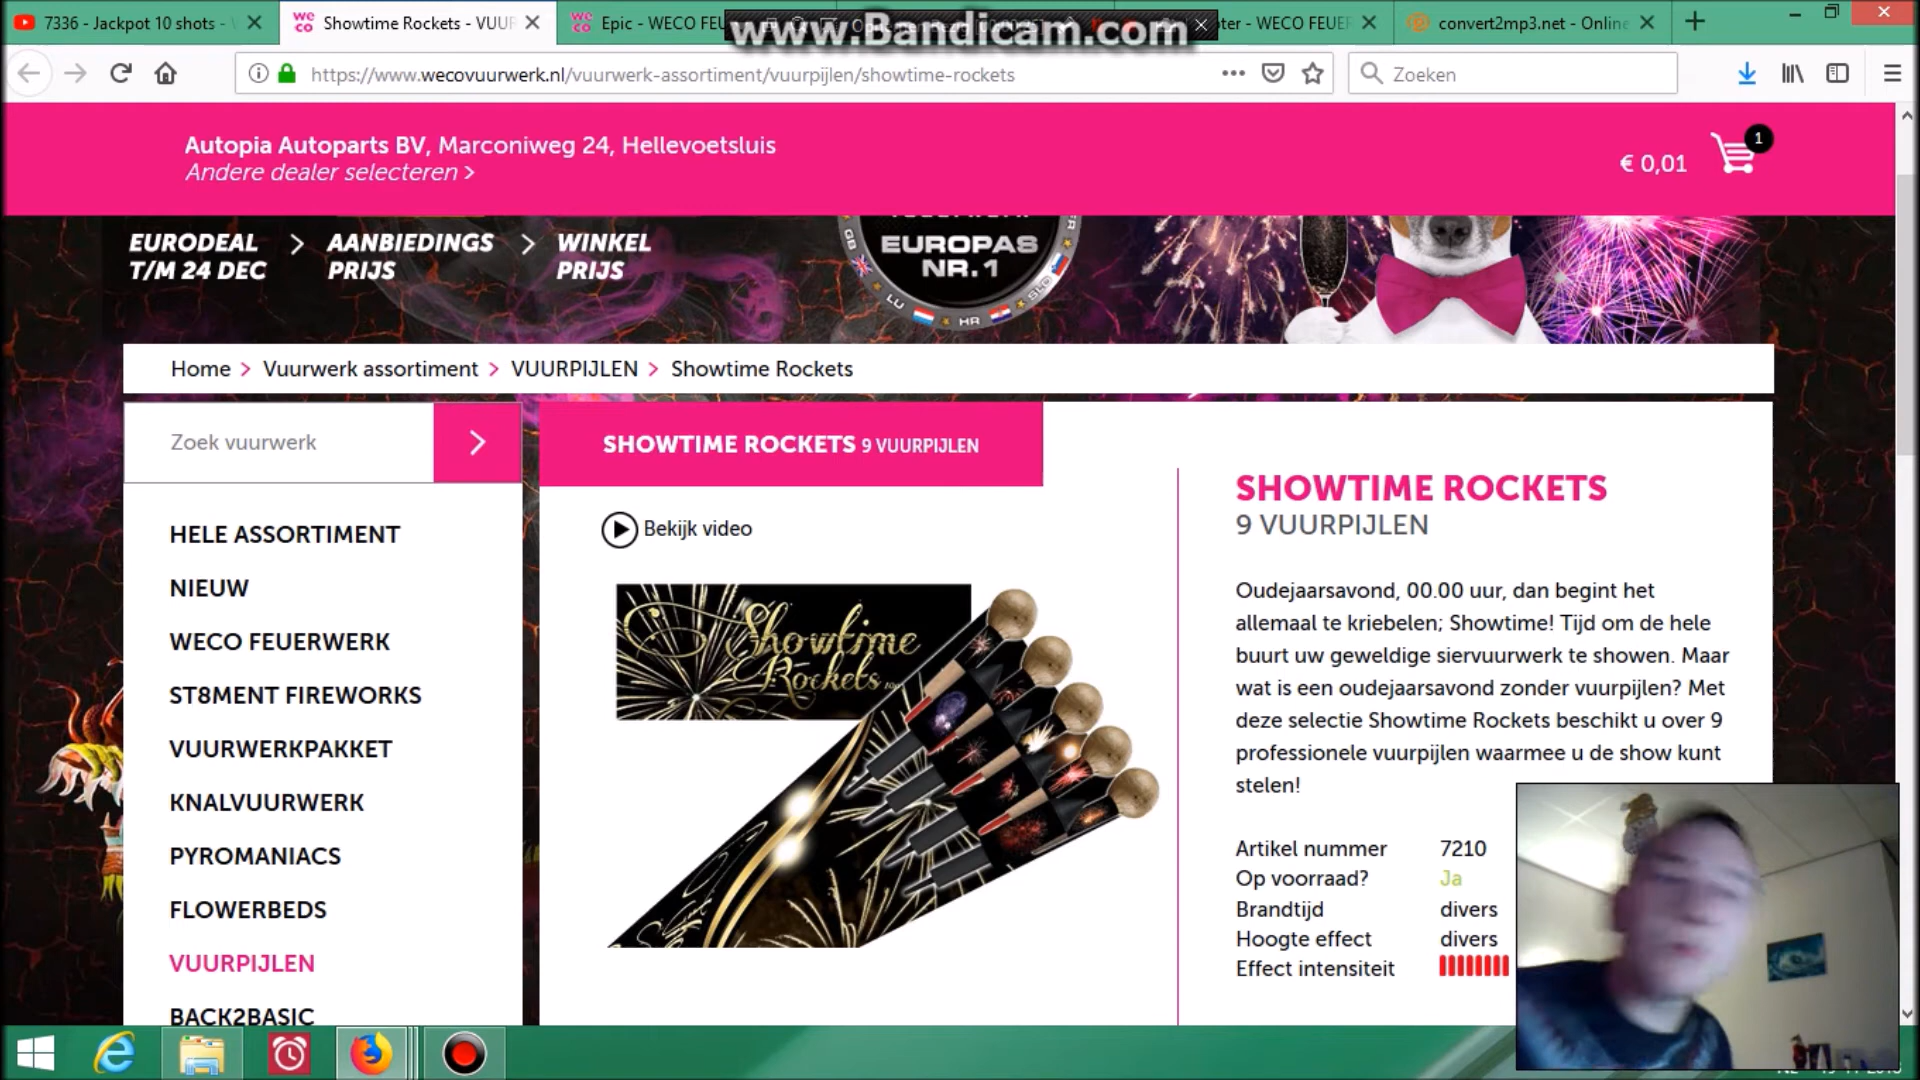 7336 - Jackpot 10 shots -
Showtime Rockets - VUUR
Epic - WECO FEU
ter - WECO FEUER
convert2mp3.net - Online
www.Bandicam.com
https://www.wecovuurwerk.nl/vuurwerk-assortiment/vuurpijlen/showtime-rockets
Zoeken
Autopia Autoparts BV, Marconiweg 24, Hellevoetsluis
Andere dealer selecteren >
€ 0,01
1
EURODEAL
T/M 24 DEC
AANBIEDINGS
PRIJS
WINKEL
PRIJS
EUROPAS
NR.1
GB
LU
HR
SLO
FR
Home > Vuurwerk assortiment > VUURPIJLEN > Showtime Rockets
Zoek vuurwerk
HELE ASSORTIMENT
NIEUW
WECO FEUERWERK
ST8MENT FIREWORKS
VUURWERKPAKKET
KNALVUURWERK
PYROMANIACS
FLOWERBEDS
VUURPIJLEN
BACK2BASIC
SHOWTIME ROCKETS 9 VUURPIJLEN
Bekijk video
Showtime
Rockets
SHOWTIME ROCKETS
9 VUURPIJLEN
Oudejaarsavond, 00.00 uur, dan begint het
allemaal te kriebelen; Showtime! Tijd om de hele
buurt uw geweldige siervuurwerk te showen. Maar
wat is een oudejaarsavond zonder vuurpijlen? Met
deze selectie Showtime Rockets beschikt u over 9
professionele vuurpijlen waarmee u de show kunt
stelen!
Artikel nummer 7210
Op voorraad? Ja
Brandtijd divers
Hoogte effect divers
Effect intensiteit